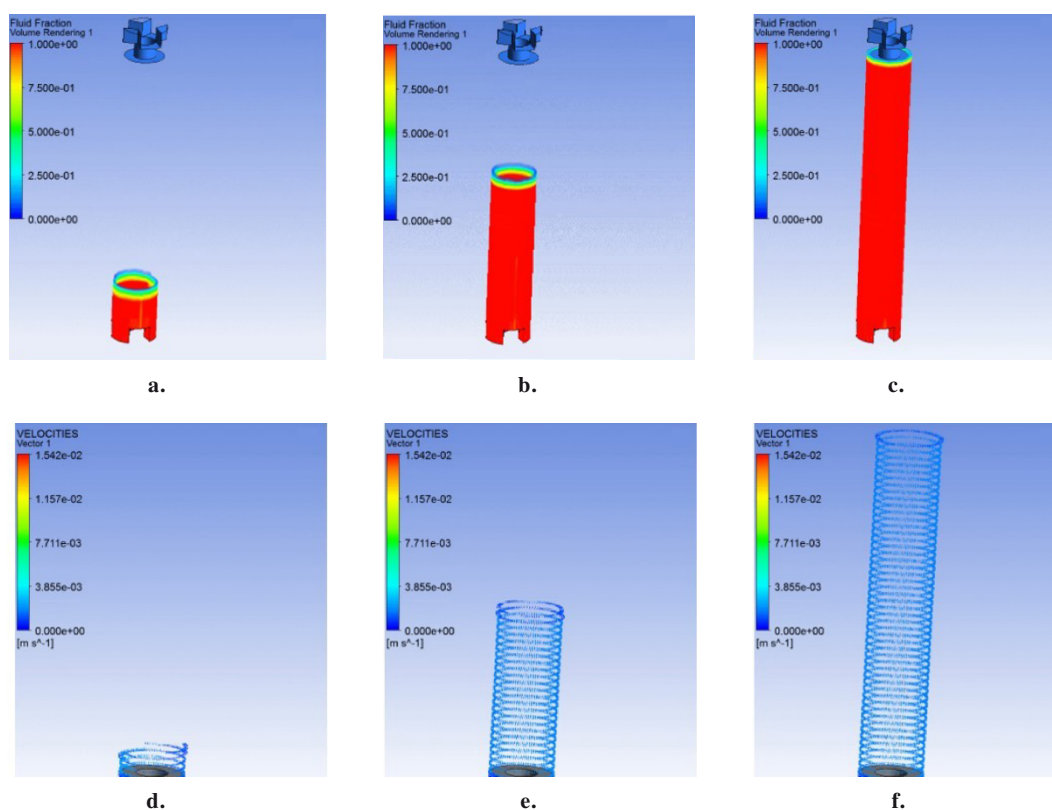 Fluid Fraction
Volume Rendering 1
1.000e+00
7.500e-01
5.000e-01
2.500e-01
0.000e+00
a.
Fluid Fraction
Volume Rendering 1
1.000e+00
7.500e-01
5.000e-01
2.500e-01
0.000e+00
b.
Fluid Fraction
Volume Rendering 1
1.000e+00
7.500e-01
5.000e-01
2.500e-01
0.000e+00
c.
VELOCITIES
Vector 1
1.542e-02
1.157e-02
7.711e-03
3.855e-03
0.000e+00
[m s^-1]
d.
VELOCITIES
Vector 1
1.542e-02
1.157e-02
7.711e-03
3.855e-03
0.000e+00
[m s^-1]
e.
VELOCITIES
Vector 1
1.542e-02
1.157e-02
7.711e-03
3.855e-03
0.000e+00
[m s^-1]
f.